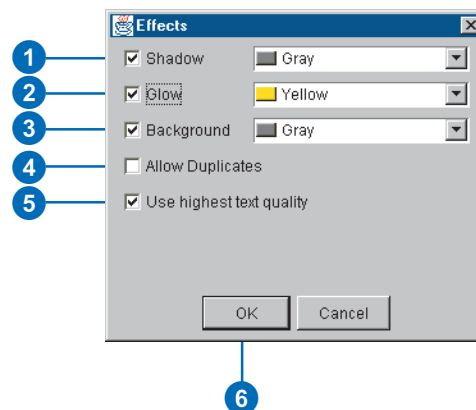 Effects
1 Shadow Gray
2 Glow Yellow
3 Background Gray
4 Allow Duplicates
5 Use highest text quality
OK Cancel
6